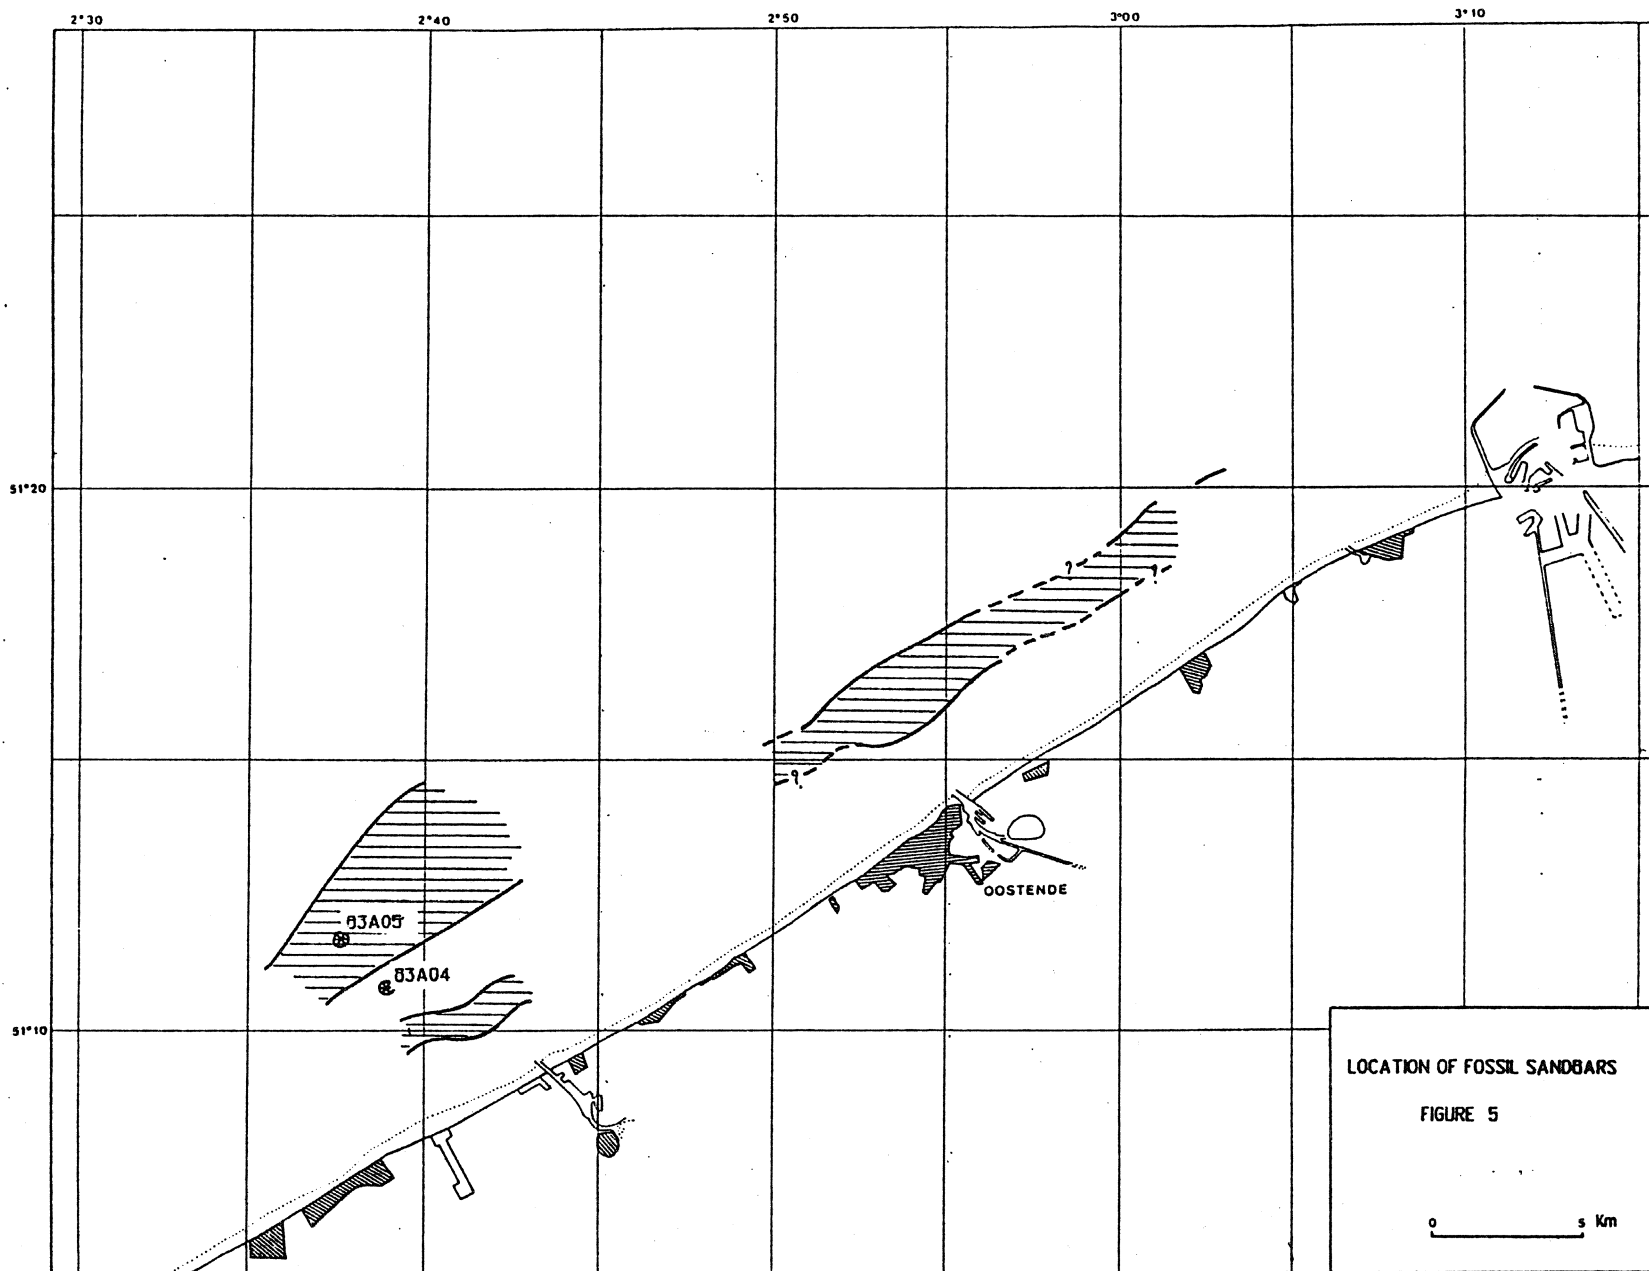 2°30 2°40 2°50 3°00 3°10
51°20
?
?
?
83A05
83A04
OOSTENDE
51°10
LOCATION OF FOSSIL SANDBARS
FIGURE 5
0 5 Km